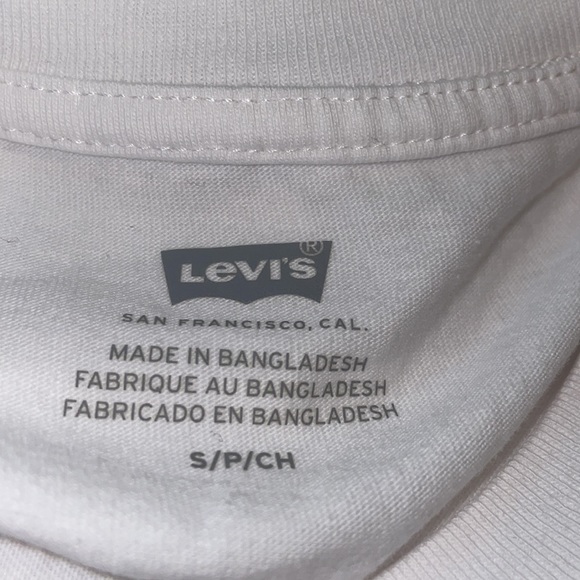 Levi's ®
SAN FRANCISCO, CAL.
MADE IN BANGLADESH
FABRIQUE AU BANGLADESH
FABRICADO EN BANGLADESH
S/P/CH